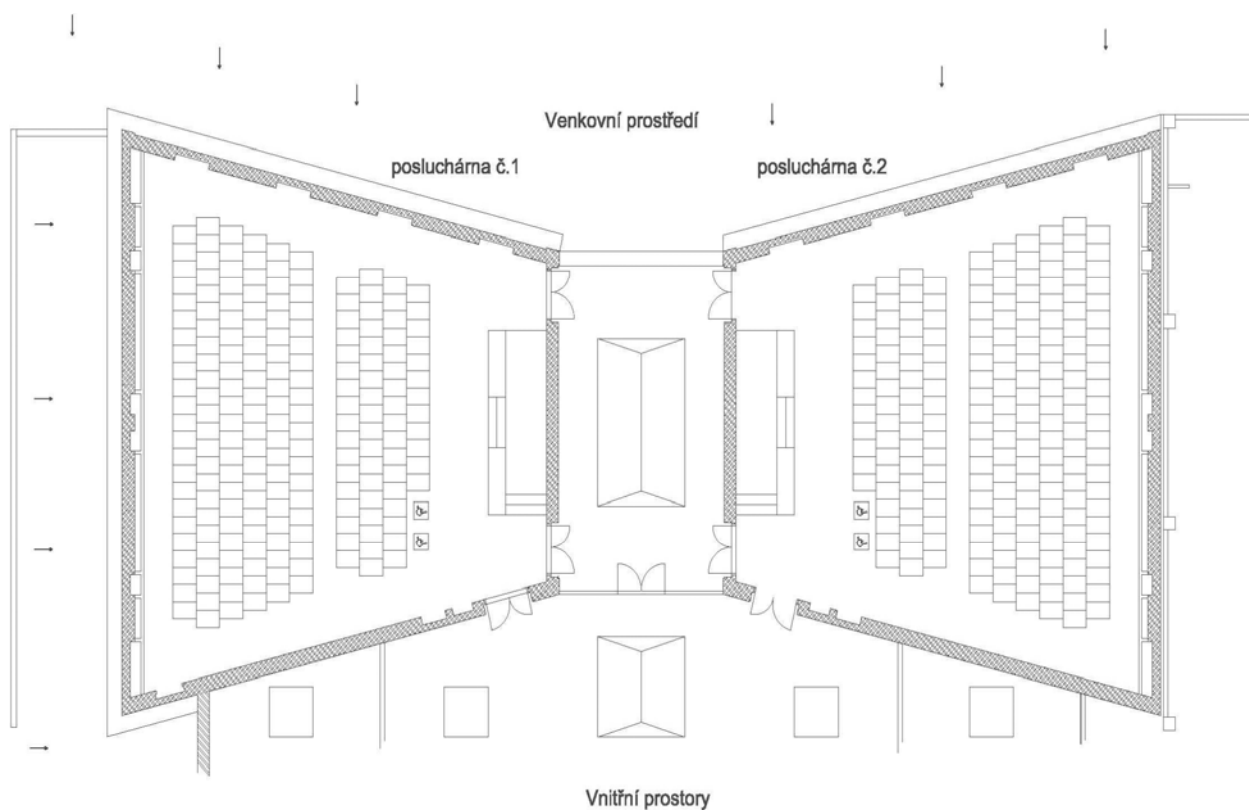 Venkovní prostředí
posluchárna č.1
posluchárna č.2
Vnitřní prostory